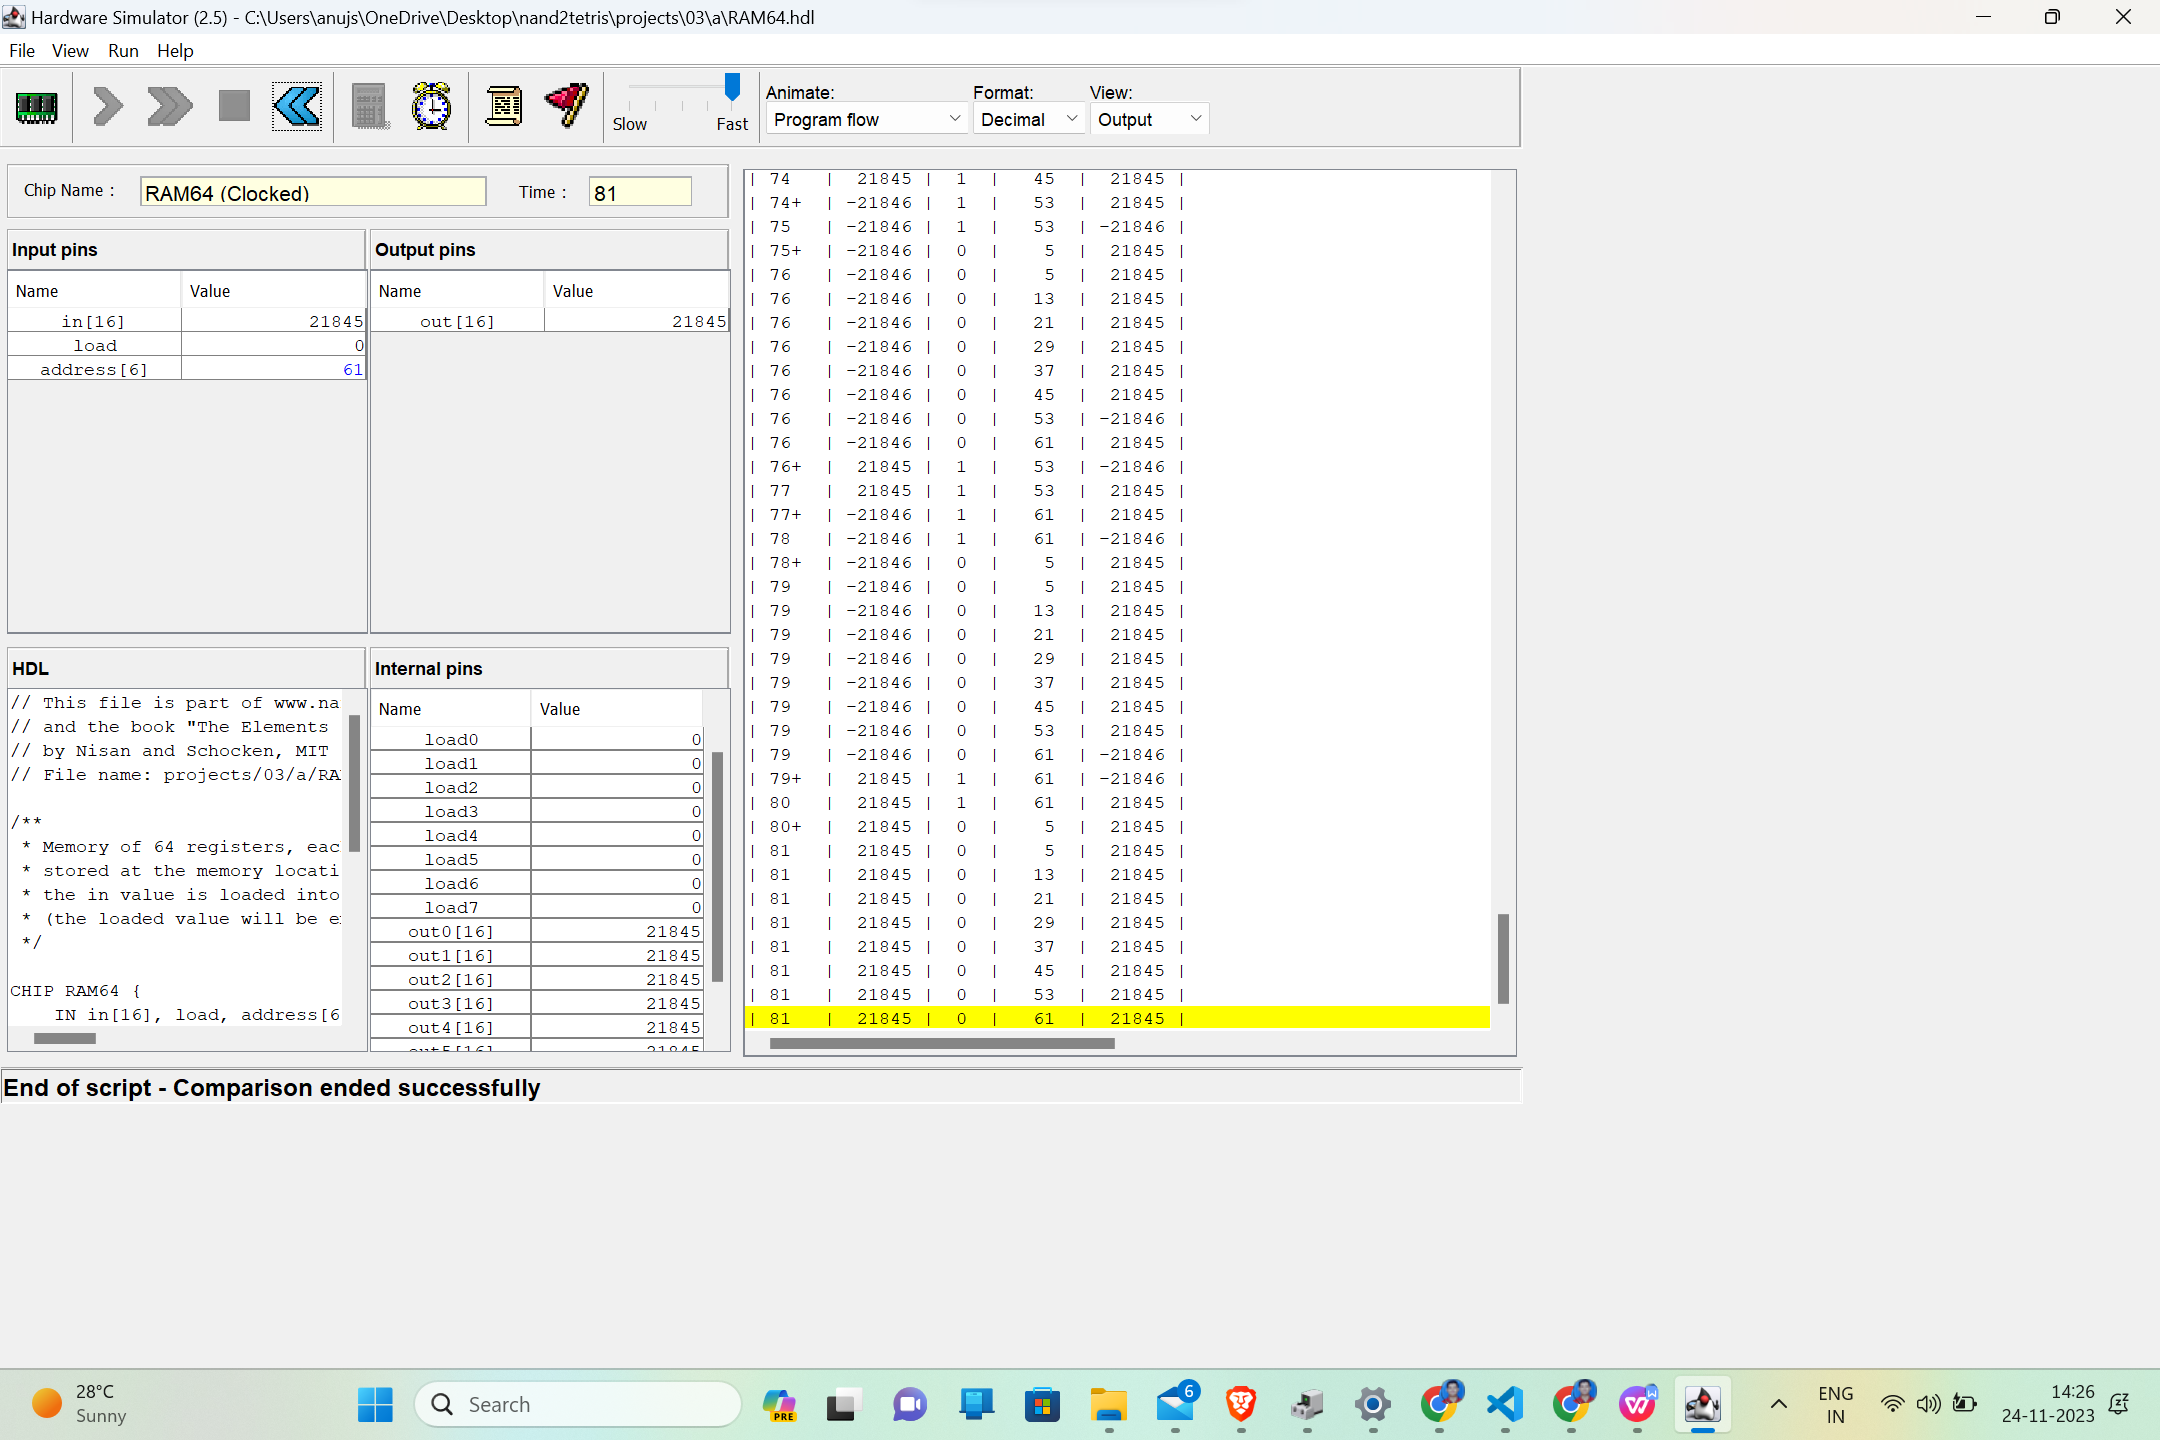 Hardware Simulator (2.5) - C:\Users\anujs\OneDrive\Desktop\nand2tetris\projects\03\a\RAM64.hdl
File View Run Help
Slow Fast
Animate: Format: View:
Program flow Decimal Output
Chip Name : RAM64 (Clocked) Time : 81
Input pins Output pins
Name Value Name Value
in[16] 21845 out[16] 21845
load 0
address[6] 61
HDL
// This file is part of www.na
// and the book "The Elements
// by Nisan and Schocken, MIT
// File name: projects/03/a/RA
/**
* Memory of 64 registers, eac
* stored at the memory locati
* the in value is loaded into
* (the loaded value will be e
*/
CHIP RAM64 {
IN in[16], load, address[6
Internal pins
Name Value
load0 0
load1 0
load2 0
load3 0
load4 0
load5 0
load6 0
load7 0
out0[16] 21845
out1[16] 21845
out2[16] 21845
out3[16] 21845
out4[16] 21845
out5[16] 21845
| 74 | 21845 | 1 | 45 | 21845 |
| 74+ | -21846 | 1 | 53 | 21845 |
| 75 | -21846 | 1 | 53 | -21846 |
| 75+ | -21846 | 0 | 5 | 21845 |
| 76 | -21846 | 0 | 5 | 21845 |
| 76 | -21846 | 0 | 13 | 21845 |
| 76 | -21846 | 0 | 21 | 21845 |
| 76 | -21846 | 0 | 29 | 21845 |
| 76 | -21846 | 0 | 37 | 21845 |
| 76 | -21846 | 0 | 45 | 21845 |
| 76 | -21846 | 0 | 53 | -21846 |
| 76 | -21846 | 0 | 61 | 21845 |
| 76+ | 21845 | 1 | 53 | -21846 |
| 77 | 21845 | 1 | 53 | 21845 |
| 77+ | -21846 | 1 | 61 | 21845 |
| 78 | -21846 | 1 | 61 | -21846 |
| 78+ | -21846 | 0 | 5 | 21845 |
| 79 | -21846 | 0 | 5 | 21845 |
| 79 | -21846 | 0 | 13 | 21845 |
| 79 | -21846 | 0 | 21 | 21845 |
| 79 | -21846 | 0 | 29 | 21845 |
| 79 | -21846 | 0 | 37 | 21845 |
| 79 | -21846 | 0 | 45 | 21845 |
| 79 | -21846 | 0 | 53 | 21845 |
| 79 | -21846 | 0 | 61 | -21846 |
| 79+ | 21845 | 1 | 61 | -21846 |
| 80 | 21845 | 1 | 61 | 21845 |
| 80+ | 21845 | 0 | 5 | 21845 |
| 81 | 21845 | 0 | 5 | 21845 |
| 81 | 21845 | 0 | 13 | 21845 |
| 81 | 21845 | 0 | 21 | 21845 |
| 81 | 21845 | 0 | 29 | 21845 |
| 81 | 21845 | 0 | 37 | 21845 |
| 81 | 21845 | 0 | 45 | 21845 |
| 81 | 21845 | 0 | 53 | 21845 |
| 81 | 21845 | 0 | 61 | 21845 |
End of script - Comparison ended successfully
28°C
Sunny
Search
PRE
6
ENG
IN
14:26
24-11-2023